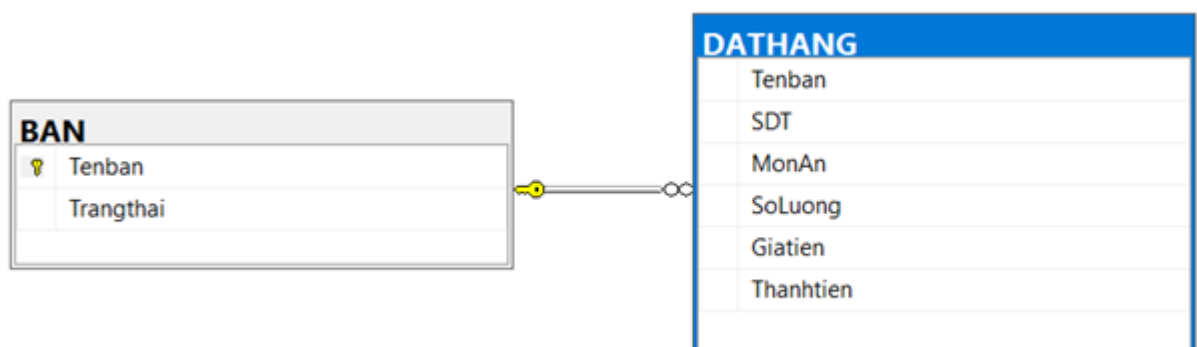 BAN
Tenban
Trangthai
DATHANG
Tenban
SDT
MonAn
SoLuong
Giatien
Thanhtien